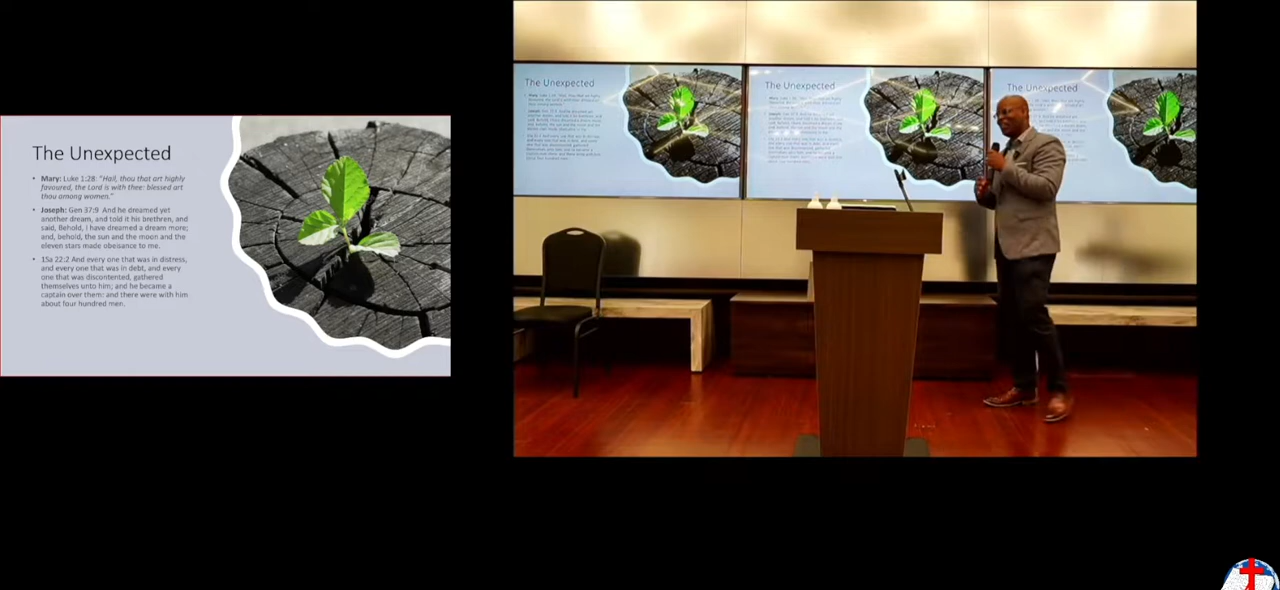 The Unexpected
• Mary: Luke 1:28: "Hail, thou that art highly
favoured, the Lord is with thee: blessed art
thou among women."
• Joseph: Gen 37:9 And he dreamed yet
another dream, and told it his brethren, and
said, Behold, I have dreamed a dream more;
and, behold, the sun and the moon and the
eleven stars made obeisance to me.
• 1Sa 22:2 And every one that was in distress,
and every one that was in debt, and every
one that was discontented, gathered
themselves unto him; and he became a
captain over them: and there were with him
about four hundred men.
The Unexpected
The Unexpected
The Unexpected